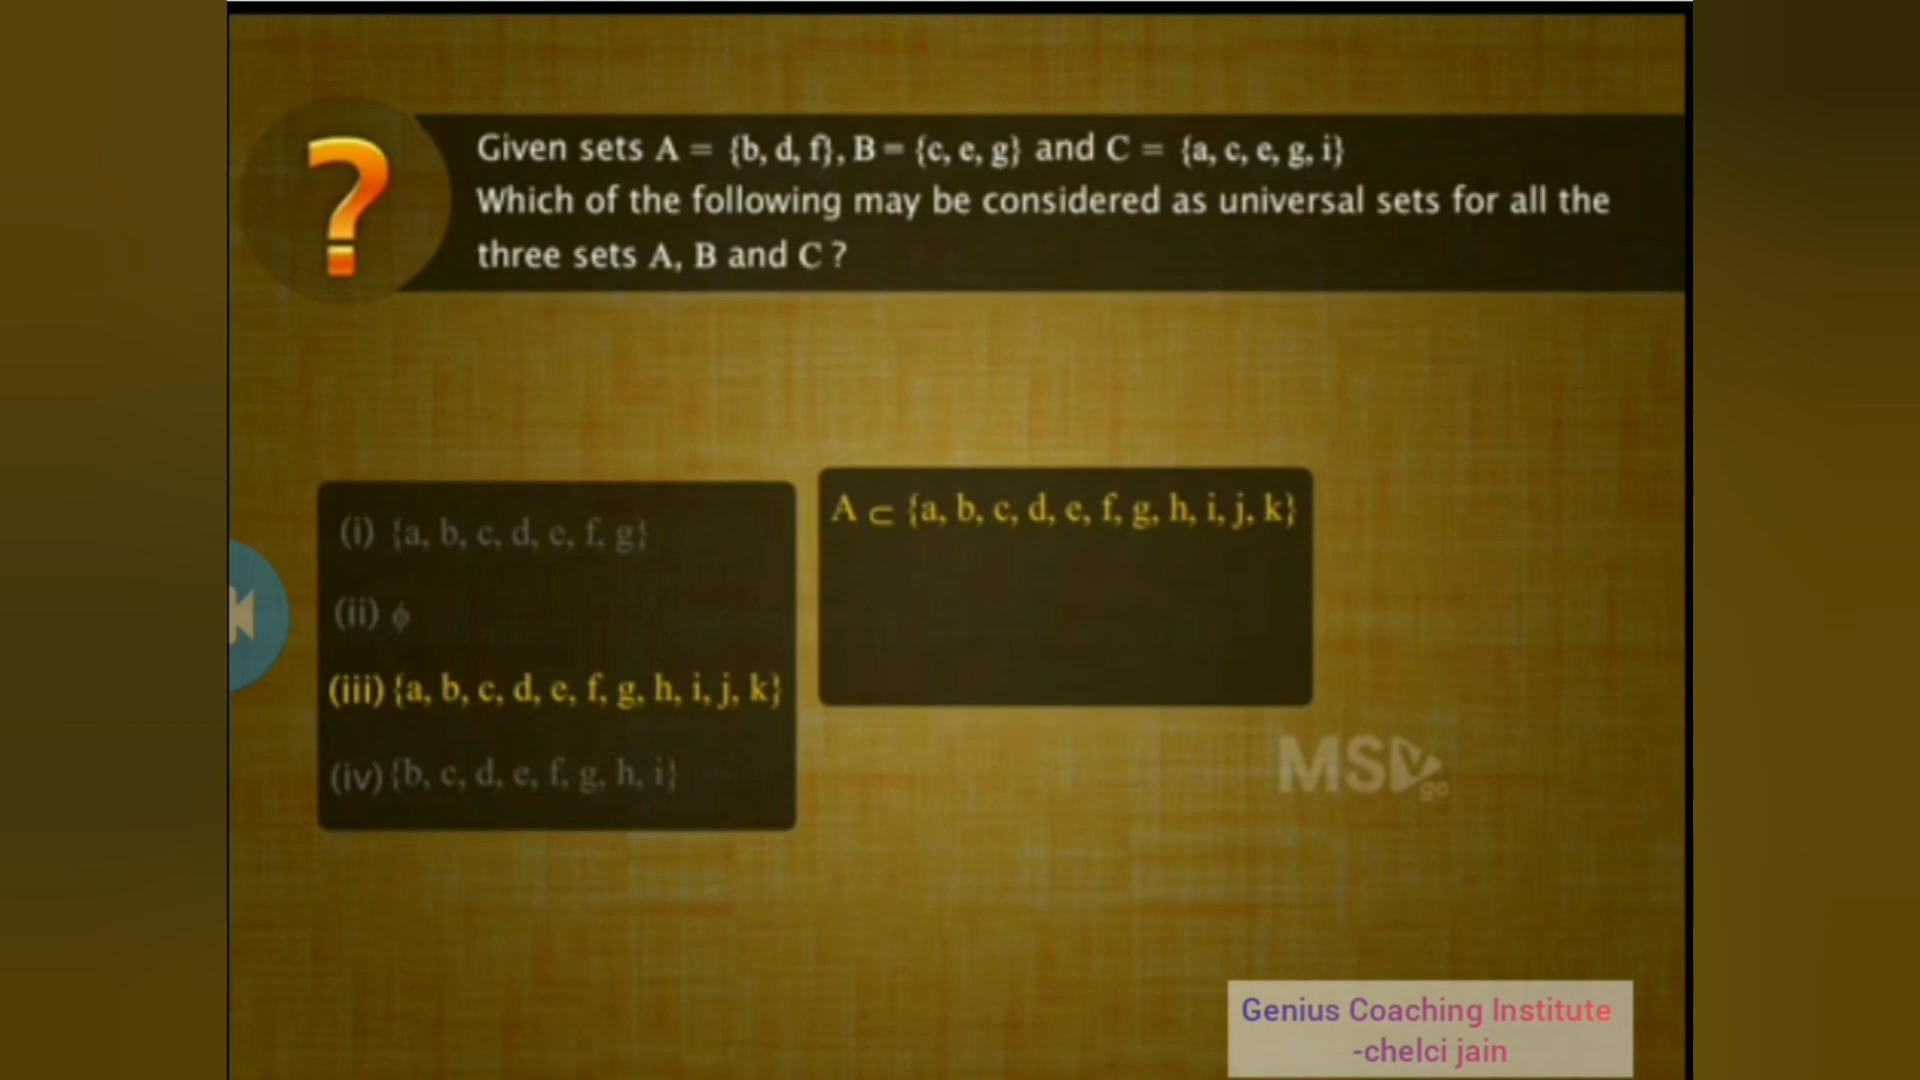 ?
Given sets A = {b, d, f}, B = {c, e, g} and C = {a, c, e, g, i}
Which of the following may be considered as universal sets for all the
three sets A, B and C ?
(i) {a, b, c, d, e, f, g}
(ii) ϕ
(iii) {a, b, c, d, e, f, g, h, i, j, k}
(iv) {b, c, d, e, f, g, h, i}
A ⊂ {a, b, c, d, e, f, g, h, i, j, k}
MSV
go
Genius Coaching Institute
-chelci jain